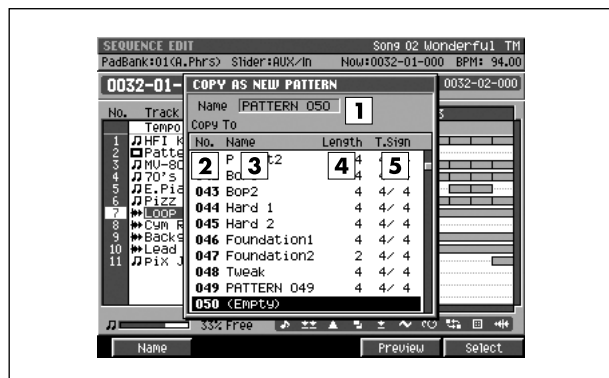 SEQUENCE EDIT Song 02 Wonderful TM
PadBank:01(A.Phrs) Slider:AUX/In Now:0032-01-000 BPM: 94.00
0032-01- COPY AS NEW PATTERN 0032-02-000
Name PATTERN 050 1
Copy To
No. Track
No. Name Length T.Sign
Tempo
2 3 4 5
1 HFI K
2 Patte
3 MV-80
4 70's
5 E.Pia
6 Pizz
7 LOOP
8 Cym R
9 Backg
10 Lead
11 Pix J
043 Bop2 4 4/ 4
044 Hard 1 4 4/ 4
045 Hard 2 4 4/ 4
046 Foundation1 4 4/ 4
047 Foundation2 2 4/ 4
048 Tweak 4 4/ 4
049 PATTERN 049 4 4/ 4
050 (Empty)
33% Free
Name Preview Select